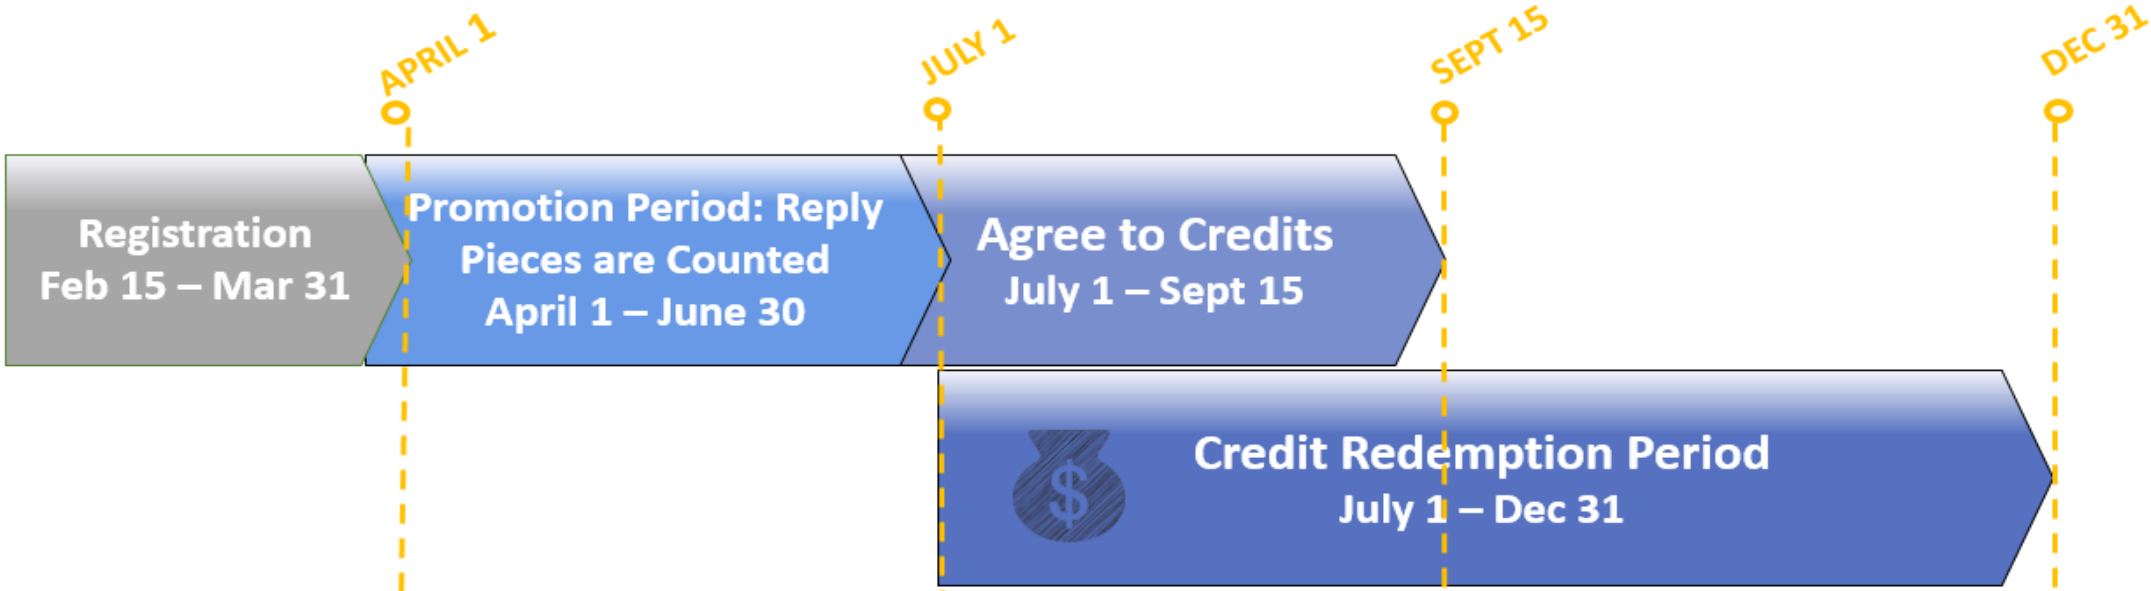 APRIL 1
JULY 1
SEPT 15
DEC 31
Registration
Feb 15 – Mar 31
Promotion Period: Reply
Pieces are Counted
April 1 – June 30
Agree to Credits
July 1 – Sept 15
$
Credit Redemption Period
July 1 – Dec 31